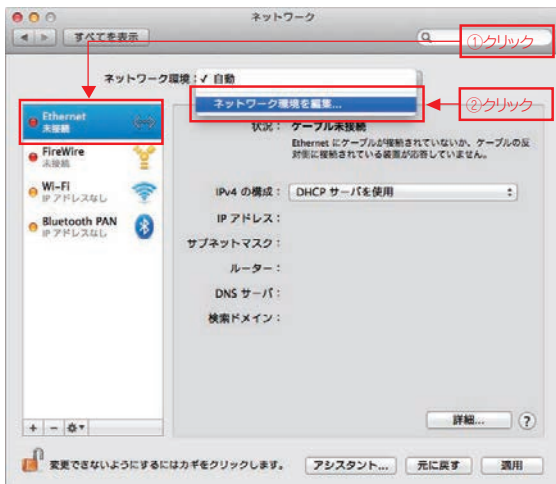 ネットワーク
すべてを表示
①クリック
ネットワーク環境：✓ 自動
ネットワーク環境を編集...
②クリック
Ethernet
未接続
状況： ケーブル未接続
Ethernet にケーブルが接続されていないか、ケーブルの反
対側に接続されている装置が応答していません。
FireWire
未接続
Wi-Fi
IP アドレスなし
IPv4 の構成： DHCP サーバを使用
Bluetooth PAN
IP アドレスなし
IP アドレス：
サブネットマスク：
ルーター：
DNS サーバ：
検索ドメイン：
詳細... ?
+ −
変更できないようにするにはカギをクリックします。 アシスタント... 元に戻す 適用